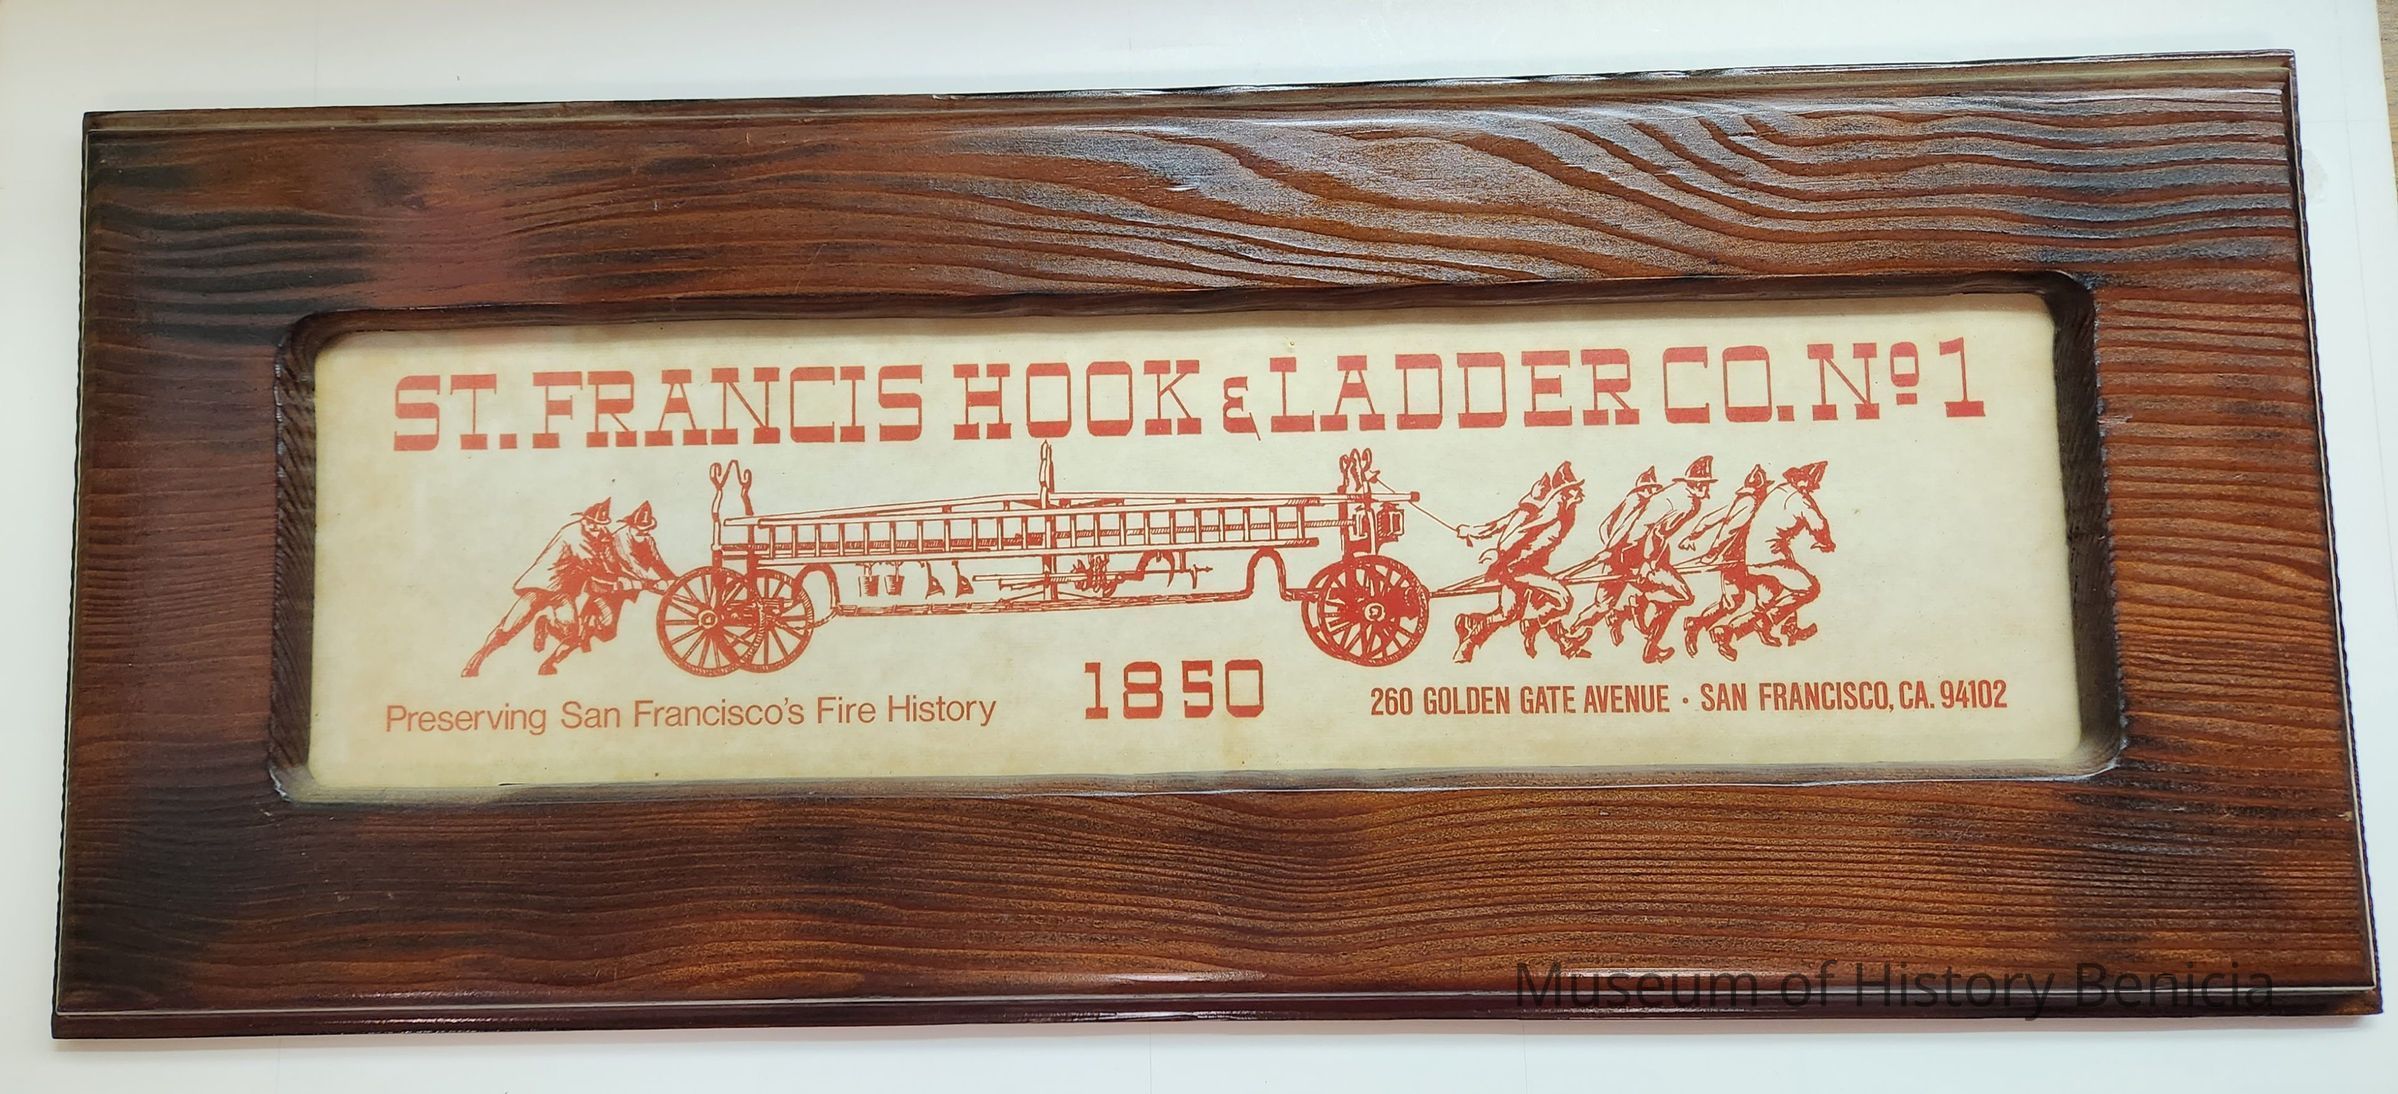 ST. FRANCIS HOOK & LADDER CO. Nº 1
1850
Preserving San Francisco's Fire History
260 GOLDEN GATE AVENUE · SAN FRANCISCO, CA. 94102
Museum of History Benicia